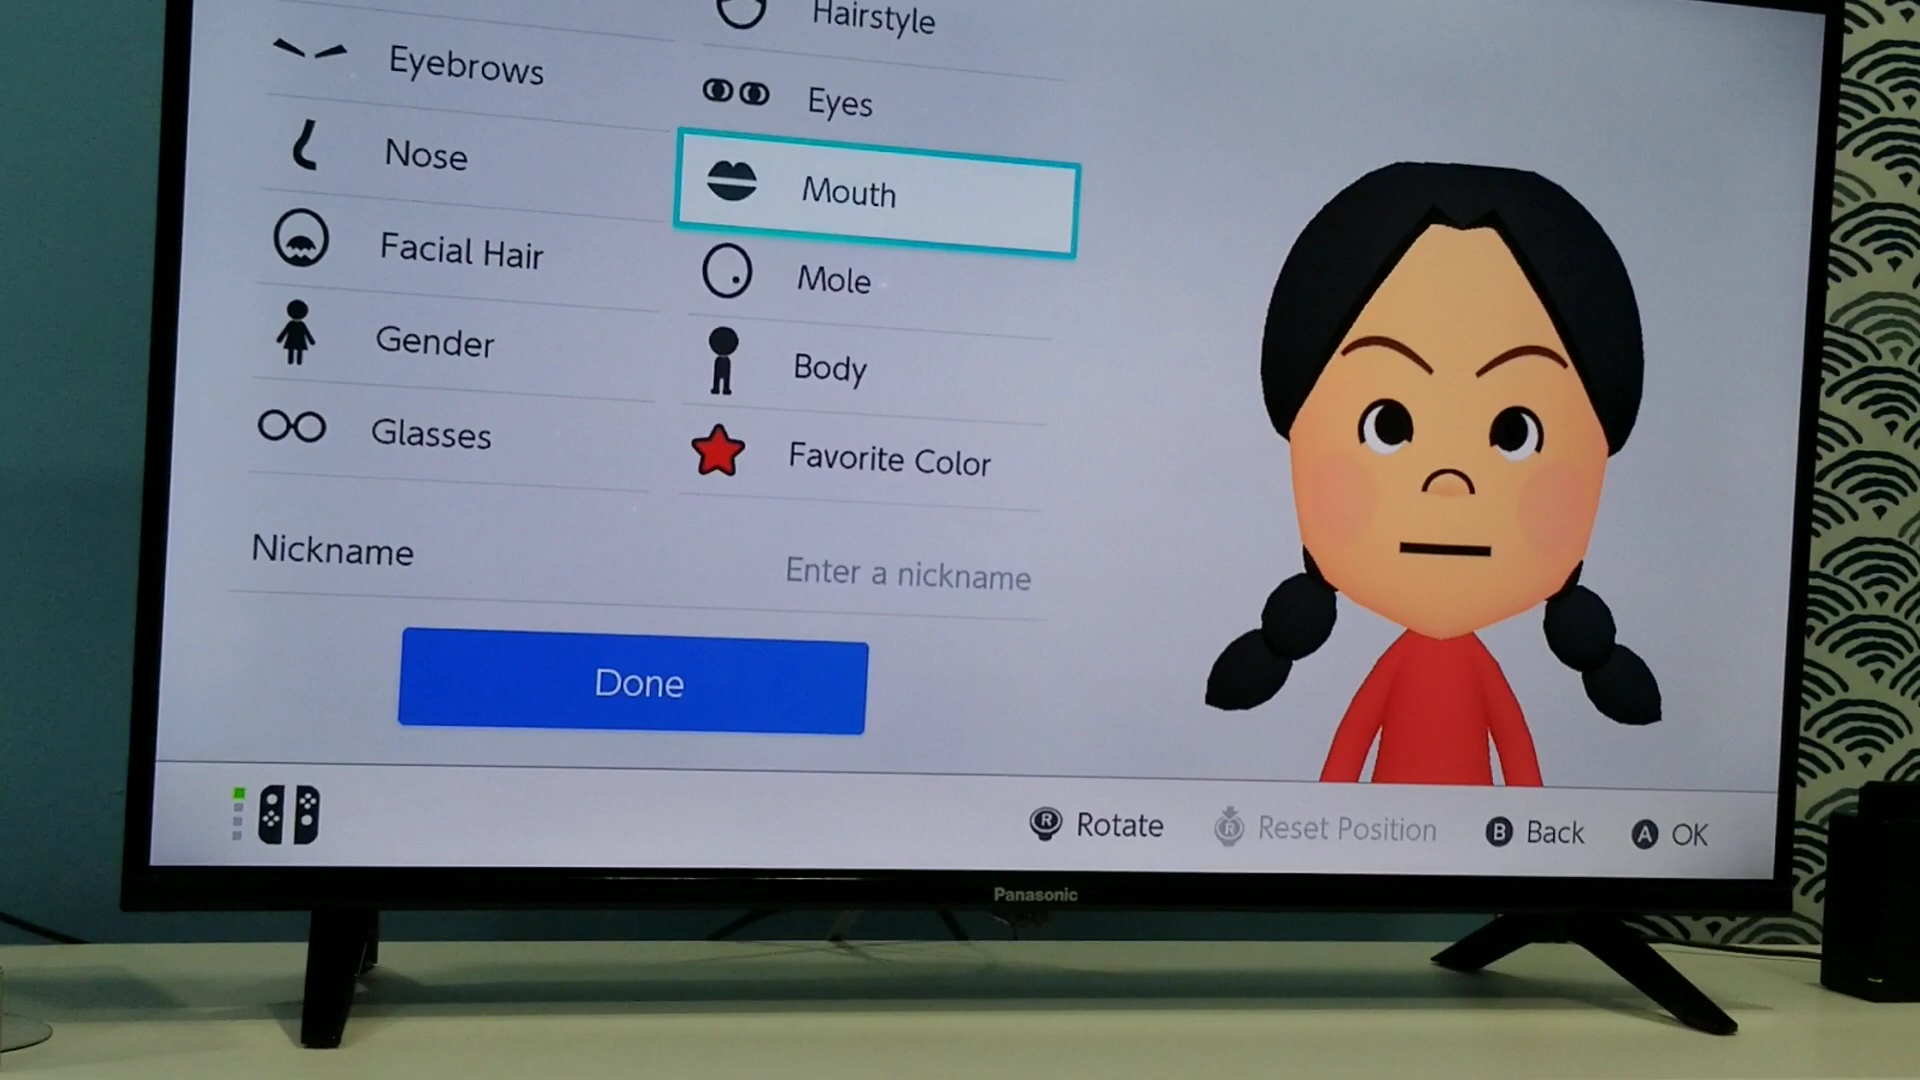 Hairstyle
Eyebrows
Eyes
Nose
Mouth
Facial Hair
Mole
Gender
Body
Glasses
Favorite Color
Nickname
Enter a nickname
Done
R Rotate
R Reset Position
B Back
A OK
Panasonic